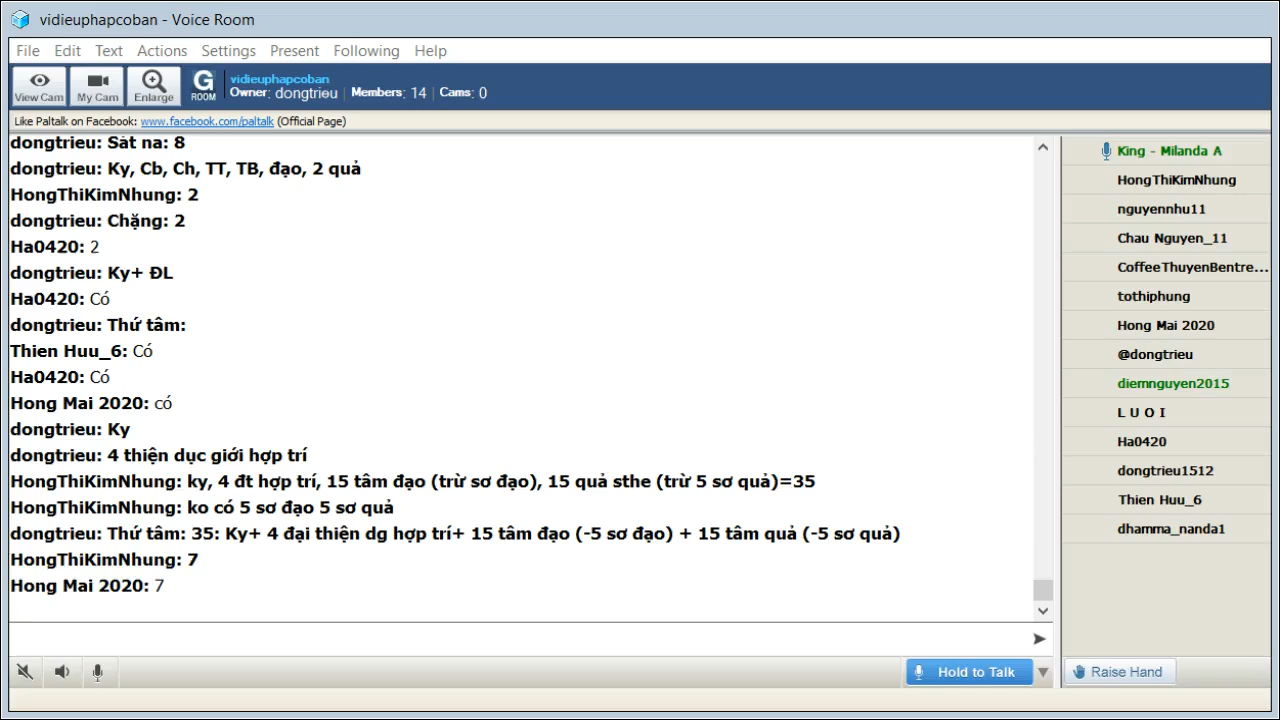 vidieuphapcoban - Voice Room
File Edit Text Actions Settings Present Following Help
View Cam My Cam Enlarge G ROOM
vidieuphapcoban
Owner: dongtrieu | Members: 14 | Cams: 0
Like Paltalk on Facebook: www.facebook.com/paltalk (Official Page)
dongtrieu: Sát na: 8
dongtrieu: Ky, Cb, Ch, TT, TB, đạo, 2 quả
HongThiKimNhung: 2
dongtrieu: Chặng: 2
Ha0420: 2
dongtrieu: Ky+ ĐL
Ha0420: Có
dongtrieu: Thứ tâm:
Thien Huu_6: Có
Ha0420: Có
Hong Mai 2020: có
dongtrieu: Ky
dongtrieu: 4 thiện dục giới hợp trí
HongThiKimNhung: ky, 4 đt hợp trí, 15 tâm đạo (trừ sơ đạo), 15 quả sthe (trừ 5 sơ quả)=35
HongThiKimNhung: ko có 5 sơ đạo 5 sơ quả
dongtrieu: Thứ tâm: 35: Ky+ 4 đại thiện dg hợp trí+ 15 tâm đạo (-5 sơ đạo) + 15 tâm quả (-5 sơ quả)
HongThiKimNhung: 7
Hong Mai 2020: 7
King - Milanda A
HongThiKimNhung
nguyennhu11
Chau Nguyen_11
CoffeeThuyenBentre...
tothiphung
Hong Mai 2020
@dongtrieu
diemnguyen2015
L U O I
Ha0420
dongtrieu1512
Thien Huu_6
dhamma_nanda1
Hold to Talk
Raise Hand